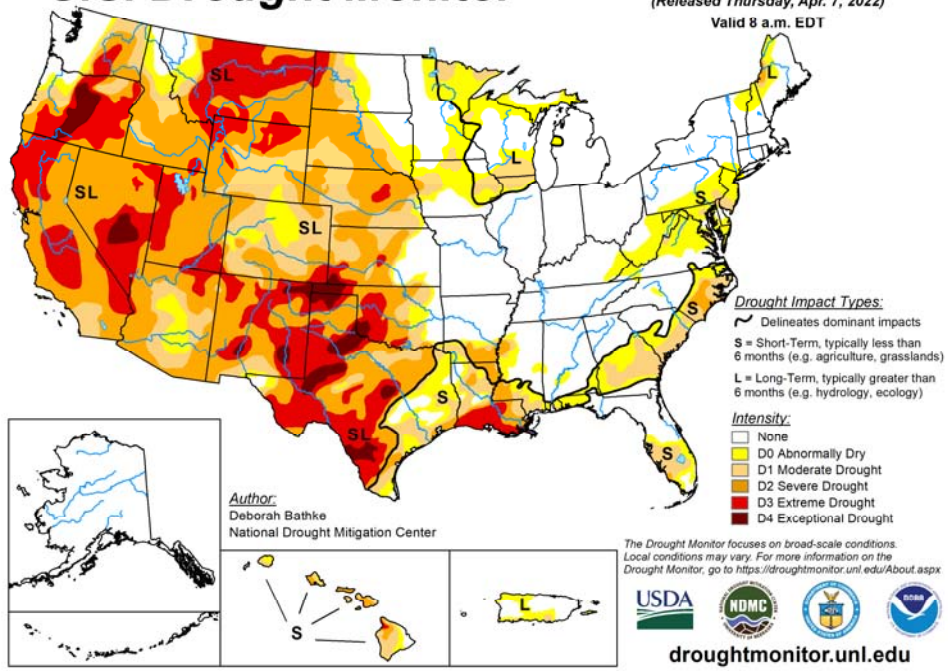 U.S. Drought Monitor
(Released Thursday, Apr. 7, 2022)
Valid 8 a.m. EDT
SL
SL
SL
SL
L
L
S
S
S
S
Drought Impact Types:
Delineates dominant impacts
S = Short-Term, typically less than
6 months (e.g. agriculture, grasslands)
L = Long-Term, typically greater than
6 months (e.g. hydrology, ecology)
Intensity:
None
D0 Abnormally Dry
D1 Moderate Drought
D2 Severe Drought
D3 Extreme Drought
D4 Exceptional Drought
Author:
Deborah Bathke
National Drought Mitigation Center
S
L
The Drought Monitor focuses on broad-scale conditions.
Local conditions may vary. For more information on the
Drought Monitor, go to https://droughtmonitor.unl.edu/About.aspx
USDA
NDMC
NOAA
droughtmonitor.unl.edu